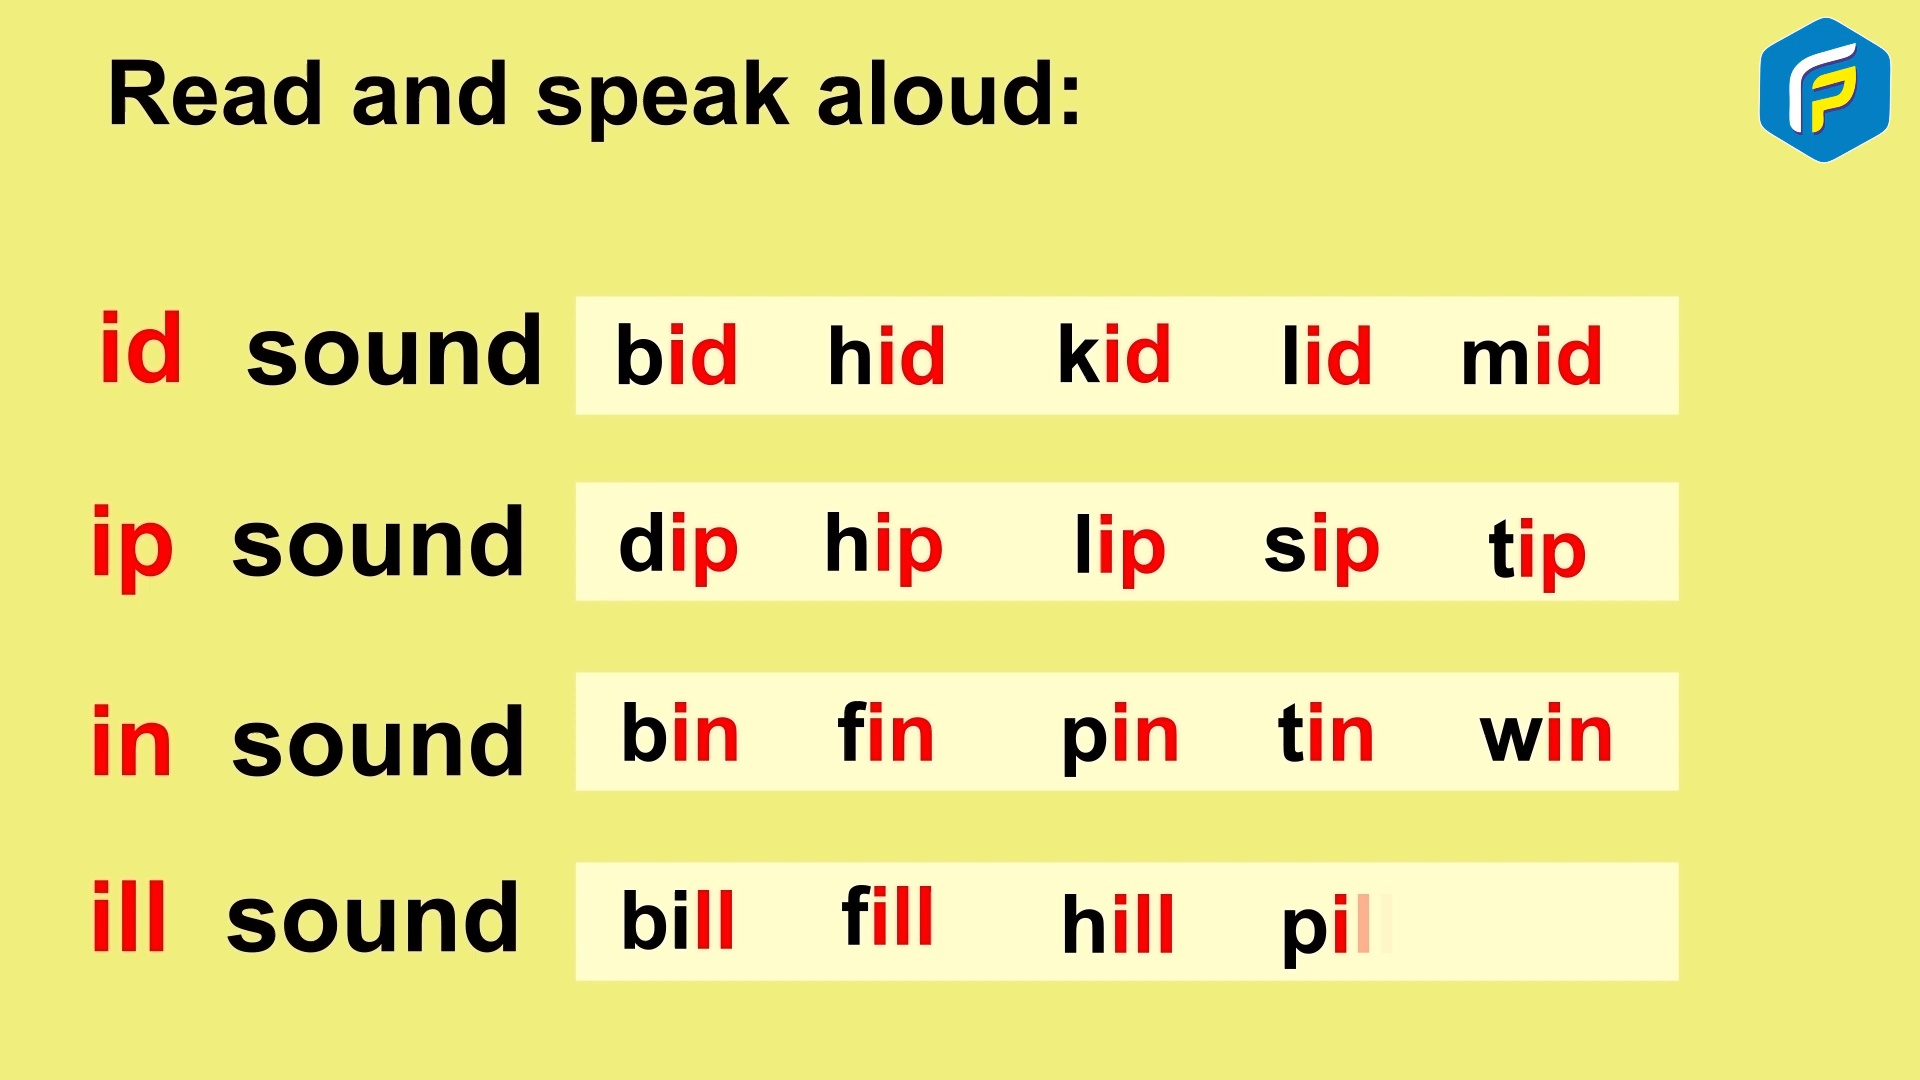 Read and speak aloud:
id sound bid hid kid lid mid
ip sound dip hip lip sip tip
in sound bin fin pin tin win
ill sound bill fill hill pill